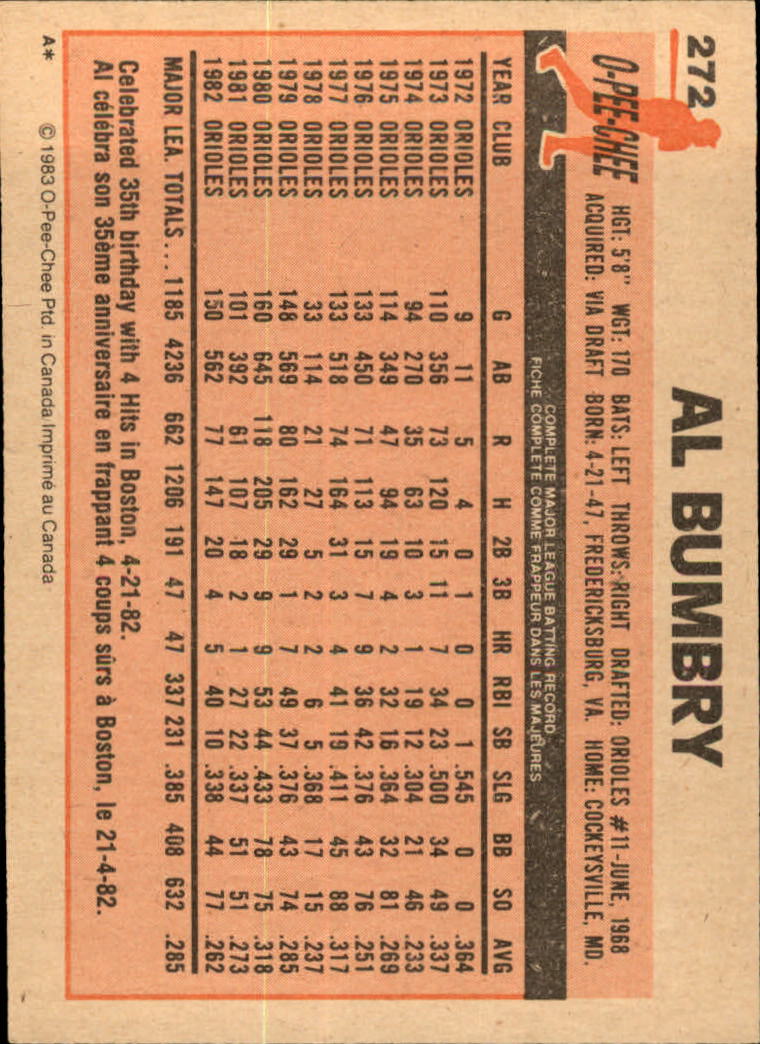 272
AL BUMBRY
O-PEE-CHEE
HGT: 5'8" WGT: 170 BATS: LEFT THROWS: RIGHT DRAFTED: ORIOLES #11-JUNE, 1968
ACQUIRED: VIA DRAFT BORN: 4-21-47, FREDERICKSBURG, VA. HOME: COCKEYSVILLE, MD.
COMPLETE MAJOR LEAGUE BATTING RECORD
FICHE COMPLÈTE COMME FRAPPEUR DANS LES MAJEURES
YEAR CLUB G AB R H 2B 3B HR RBI SB SLG BB SO AVG
1972 ORIOLES 9 11 5 4 0 1 0 0 1 .545 0 0 .364
1973 ORIOLES 110 356 73 120 15 11 7 34 23 .500 34 49 .337
1974 ORIOLES 94 270 35 63 10 3 1 19 12 .304 21 46 .233
1975 ORIOLES 114 349 47 94 19 4 2 32 16 .364 32 81 .269
1976 ORIOLES 133 450 71 113 15 7 9 36 42 .376 43 76 .251
1977 ORIOLES 133 518 74 164 31 3 4 41 19 .411 45 88 .317
1978 ORIOLES 33 114 21 27 5 2 2 6 5 .368 17 15 .237
1979 ORIOLES 148 569 80 162 29 1 7 49 37 .376 43 74 .285
1980 ORIOLES 160 645 118 205 29 9 9 53 44 .433 78 75 .318
1981 ORIOLES 101 392 61 107 18 2 1 27 22 .337 51 51 .273
1982 ORIOLES 150 562 77 147 20 4 5 40 10 .338 44 77 .262
MAJOR LEA. TOTALS... 1185 4236 662 1206 191 47 47 337 231 .385 408 632 .285
Celebrated 35th birthday with 4 Hits in Boston, 4-21-82.
Al célébra son 35ème anniversaire en frappant 4 coups sûrs à Boston, le 21-4-82.
A* © 1983 O-Pee-Chee Ptd. in Canada Imprimé au Canada